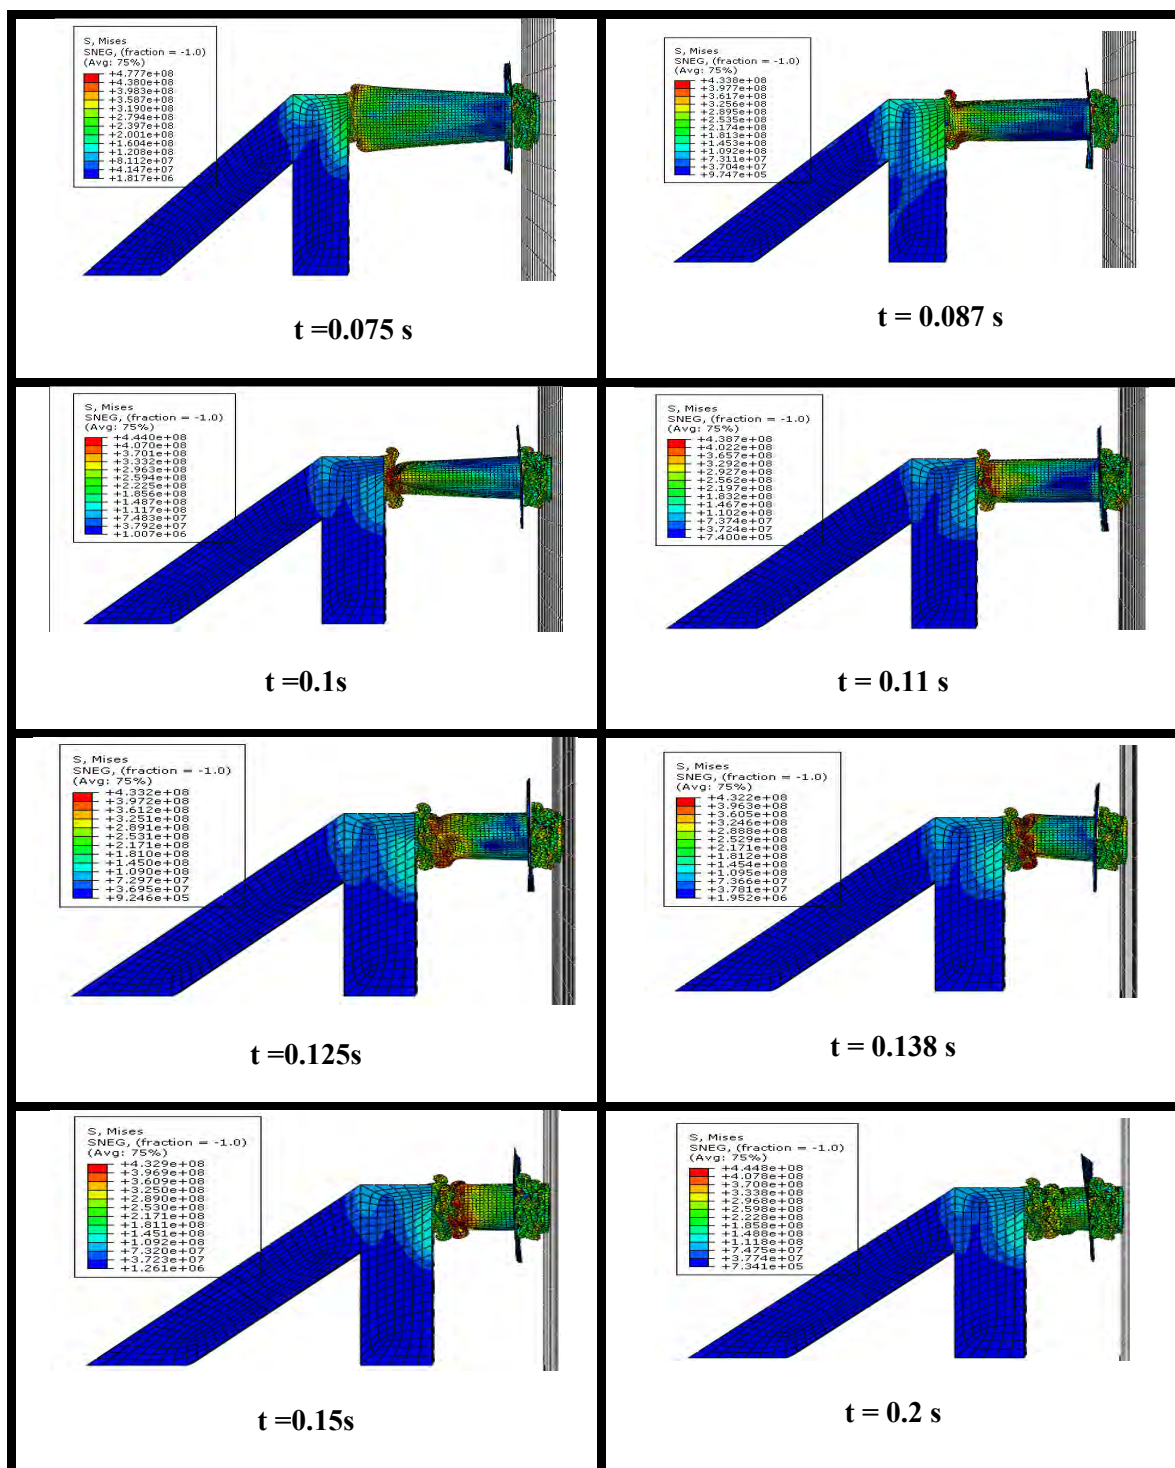 S, Mises
SNEG, (fraction = -1.0)
(Avg: 75%)
+4.777e+08
+4.380e+08
+3.983e+08
+3.587e+08
+3.190e+08
+2.794e+08
+2.397e+08
+2.001e+08
+1.604e+08
+1.208e+08
+8.112e+07
+4.147e+07
+1.817e+06
t =0.075 s
S, Mises
SNEG, (fraction = -1.0)
(Avg: 75%)
+4.338e+08
+3.977e+08
+3.617e+08
+3.256e+08
+2.895e+08
+2.535e+08
+2.174e+08
+1.813e+08
+1.453e+08
+1.092e+08
+7.311e+07
+3.704e+07
+9.747e+05
t = 0.087 s
S, Mises
SNEG, (fraction = -1.0)
(Avg: 75%)
+4.440e+08
+4.070e+08
+3.701e+08
+3.332e+08
+2.963e+08
+2.594e+08
+2.225e+08
+1.856e+08
+1.487e+08
+1.117e+08
+7.483e+07
+3.792e+07
+1.007e+06
t =0.1s
S, Mises
SNEG, (fraction = -1.0)
(Avg: 75%)
+4.387e+08
+4.022e+08
+3.657e+08
+3.292e+08
+2.927e+08
+2.562e+08
+2.197e+08
+1.832e+08
+1.467e+08
+1.102e+08
+7.374e+07
+3.724e+07
+7.400e+05
t = 0.11 s
S, Mises
SNEG, (fraction = -1.0)
(Avg: 75%)
+4.332e+08
+3.972e+08
+3.612e+08
+3.251e+08
+2.891e+08
+2.531e+08
+2.171e+08
+1.810e+08
+1.450e+08
+1.090e+08
+7.297e+07
+3.695e+07
+9.246e+05
t =0.125s
S, Mises
SNEG, (fraction = -1.0)
(Avg: 75%)
+4.322e+08
+3.963e+08
+3.605e+08
+3.246e+08
+2.888e+08
+2.529e+08
+2.171e+08
+1.812e+08
+1.454e+08
+1.095e+08
+7.366e+07
+3.781e+07
+1.952e+06
t = 0.138 s
S, Mises
SNEG, (fraction = -1.0)
(Avg: 75%)
+4.329e+08
+3.969e+08
+3.609e+08
+3.250e+08
+2.890e+08
+2.530e+08
+2.171e+08
+1.811e+08
+1.451e+08
+1.092e+08
+7.320e+07
+3.723e+07
+1.261e+06
t =0.15s
S, Mises
SNEG, (fraction = -1.0)
(Avg: 75%)
+4.448e+08
+4.078e+08
+3.708e+08
+3.338e+08
+2.968e+08
+2.598e+08
+2.228e+08
+1.858e+08
+1.488e+08
+1.118e+08
+7.475e+07
+3.774e+07
+7.341e+05
t = 0.2 s